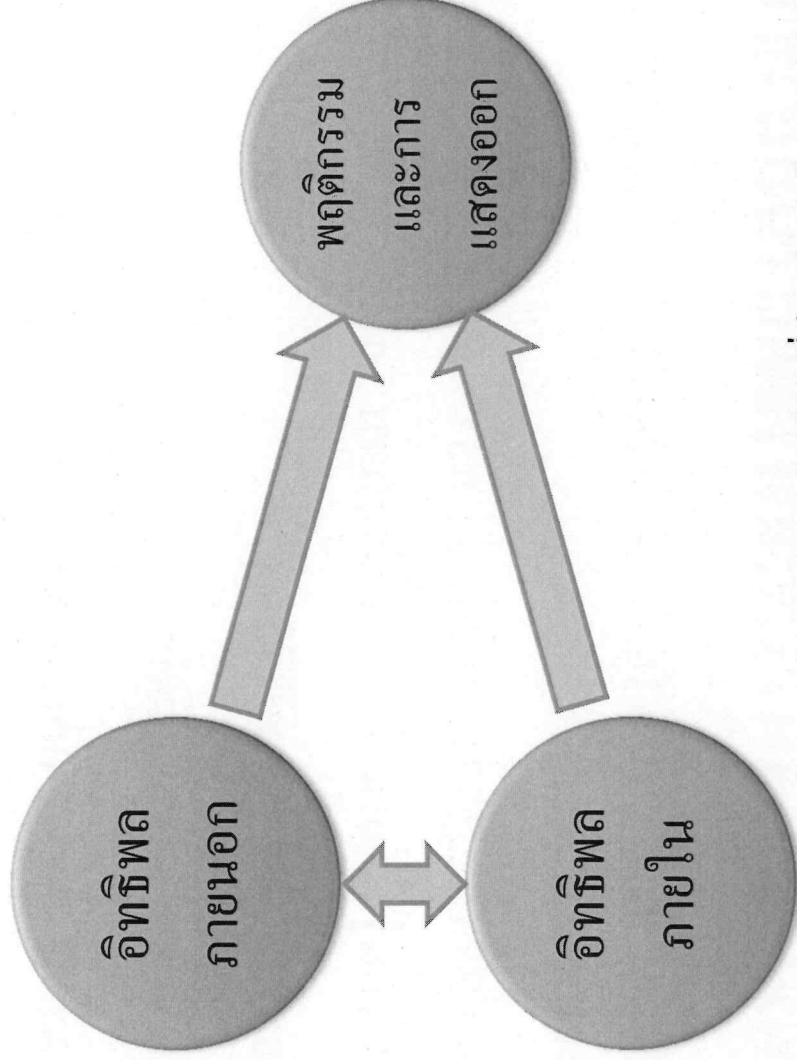 อิทธิพล
ภายนอก
อิทธิพล
ภายใน
พฤติกรรม
และการ
แสดงออก